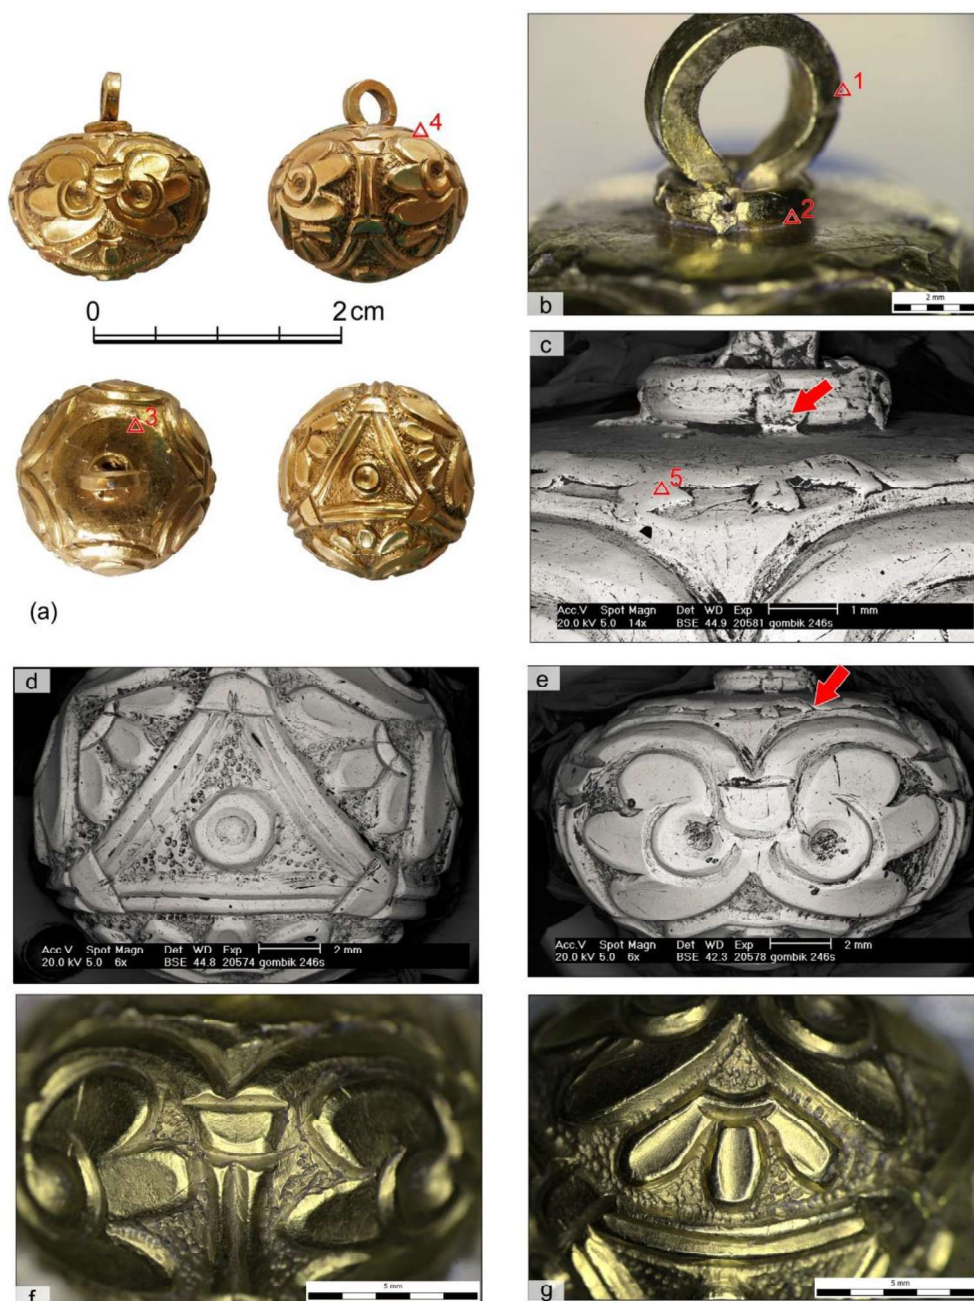 4
0
2 cm
3
(a)
1
2
b
2 mm
c
5
Acc.V Spot Magn Det WD Exp 1 mm
20.0 kV 5.0 14x BSE 44.9 20581 gombik 246s
d
Acc.V Spot Magn Det WD Exp 2 mm
20.0 kV 5.0 6x BSE 44.8 20574 gombik 246s
e
Acc.V Spot Magn Det WD Exp 2 mm
20.0 kV 5.0 6x BSE 42.3 20578 gombik 246s
f
5 mm
g
5 mm